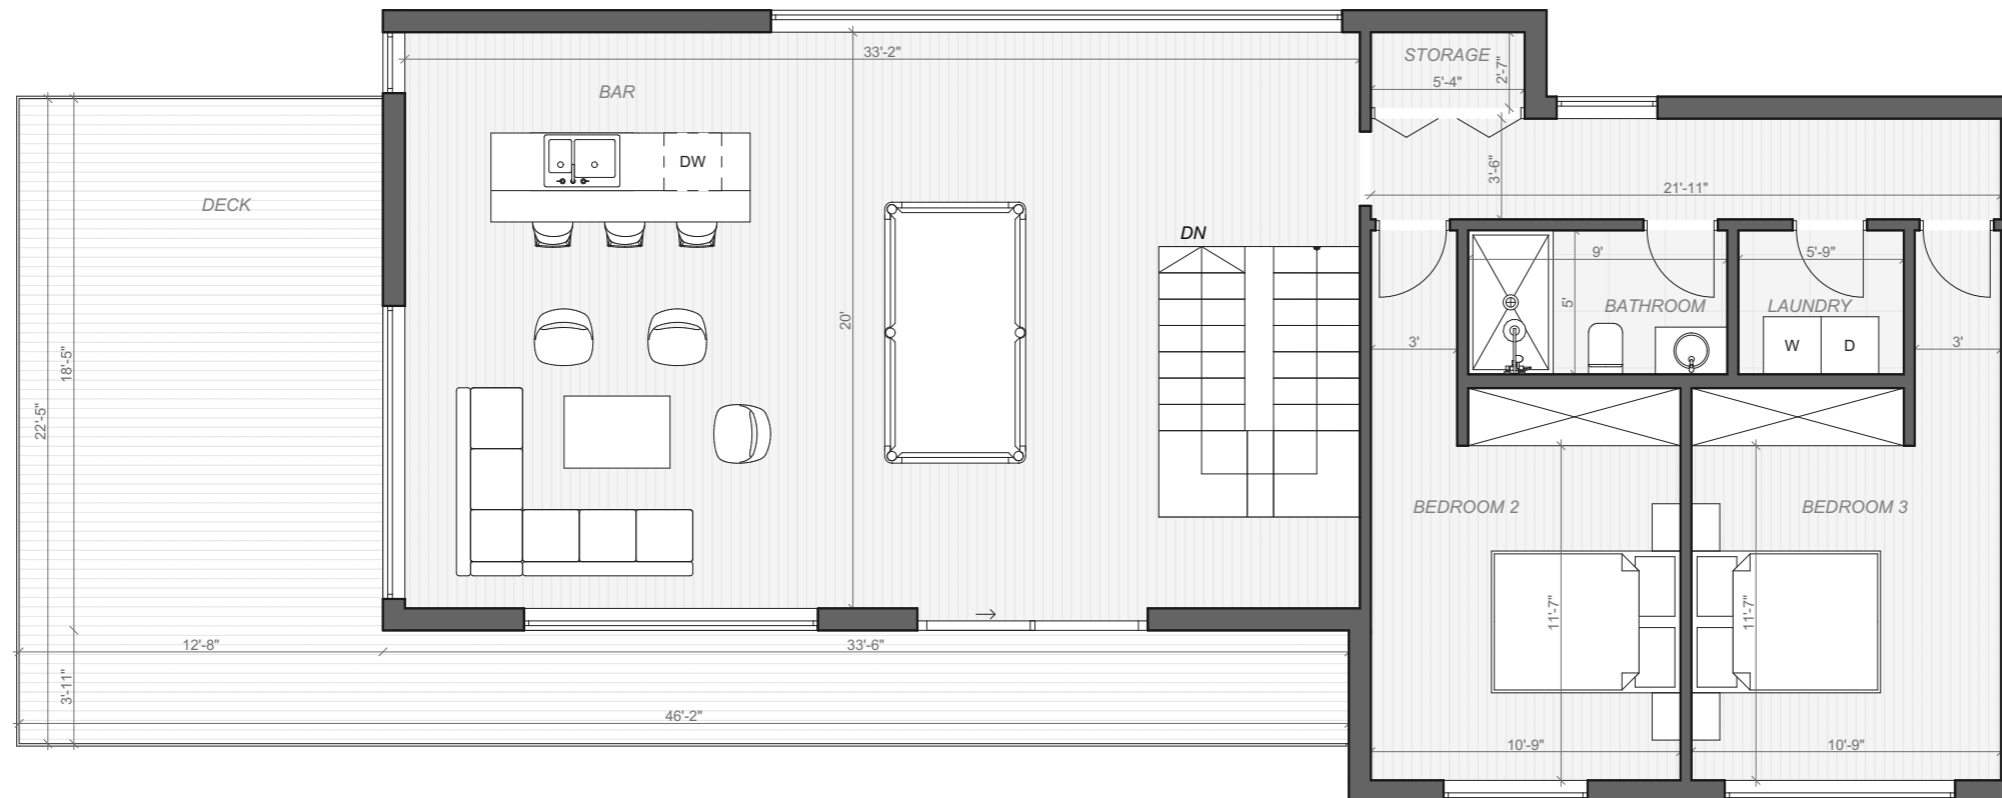 33'-2"
STORAGE
2'-7"
5'-4"
BAR
DW
3'-6"
21'-11"
DECK
DN
9'
5'-9"
5'
BATHROOM
LAUNDRY
20'
3'
W
D
3'
18'-5"
22'-5"
BEDROOM 2
BEDROOM 3
11'-7"
11'-7"
12'-8"
33'-6"
3'-11"
46'-2"
10'-9"
10'-9"